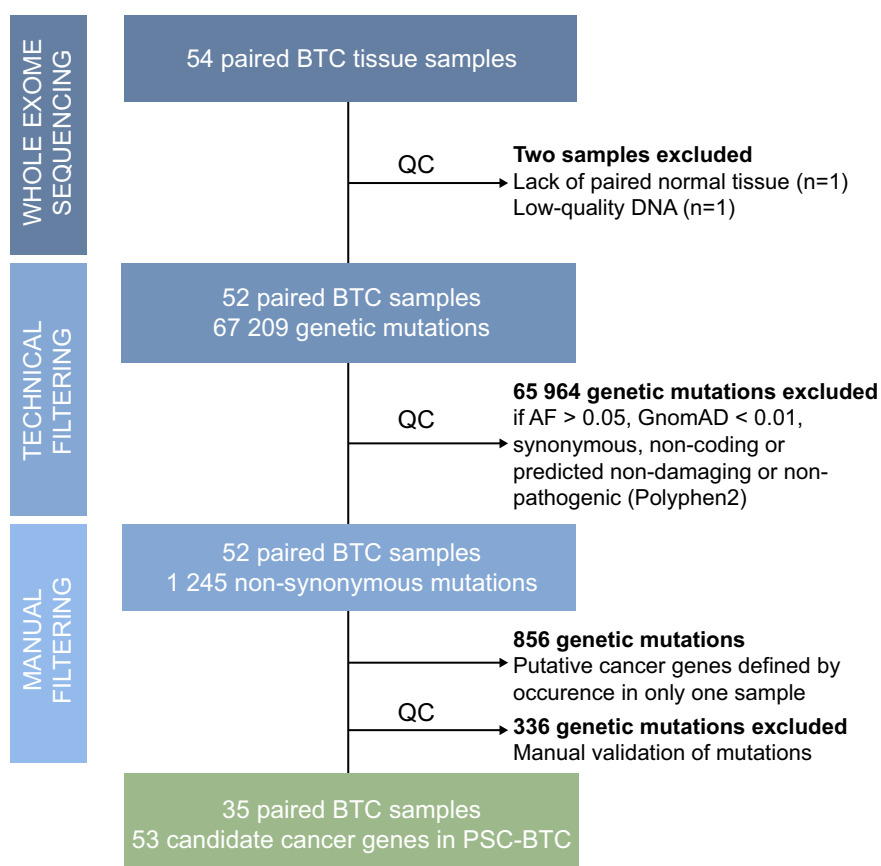 WHOLE EXOME
SEQUENCING
54 paired BTC tissue samples
QC
Two samples excluded
Lack of paired normal tissue (n=1)
Low-quality DNA (n=1)
TECHNICAL
FILTERING
52 paired BTC samples
67 209 genetic mutations
QC
65 964 genetic mutations excluded
if AF > 0.05, GnomAD < 0.01,
synonymous, non-coding or
predicted non-damaging or non-
pathogenic (Polyphen2)
MANUAL
FILTERING
52 paired BTC samples
1 245 non-synonymous mutations
856 genetic mutations
Putative cancer genes defined by
occurence in only one sample
QC
336 genetic mutations excluded
Manual validation of mutations
35 paired BTC samples
53 candidate cancer genes in PSC-BTC